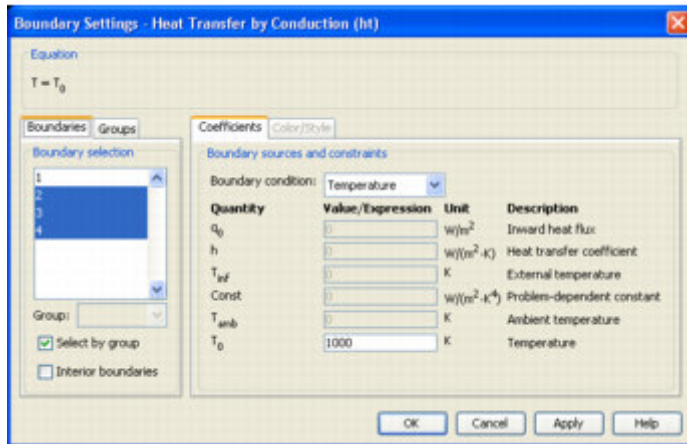 Boundary Settings - Heat Transfer by Conduction (ht)
Equation
T = T₀
Boundaries Groups
Boundary selection
1
2
3
4
Group:
Select by group
Interior boundaries
Coefficients Color/Style
Boundary sources and constraints
Boundary condition: Temperature
Quantity Value/Expression Unit Description
q₀ 0 W/m² Inward heat flux
h 0 W/(m²·K) Heat transfer coefficient
T_inf 0 K External temperature
Const 0 W/(m²·K⁴) Problem-dependent constant
T_amb 0 K Ambient temperature
T₀ 1000 K Temperature
OK Cancel Apply Help